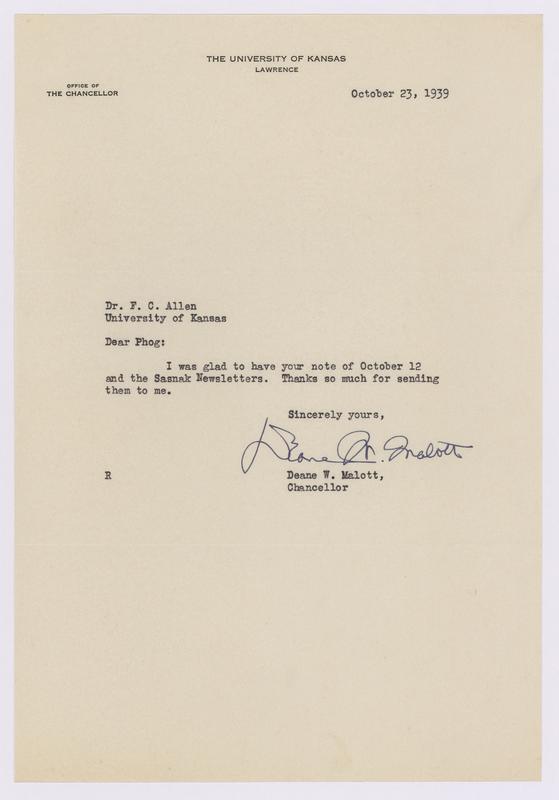 THE UNIVERSITY OF KANSAS
LAWRENCE
OFFICE OF
THE CHANCELLOR
October 23, 1939
Dr. F. C. Allen
University of Kansas
Dear Phog:
I was glad to have your note of October 12
and the Sasnak Newsletters. Thanks so much for sending
them to me.
Sincerely yours,
Deane W. Malott
R
Deane W. Malott,
Chancellor